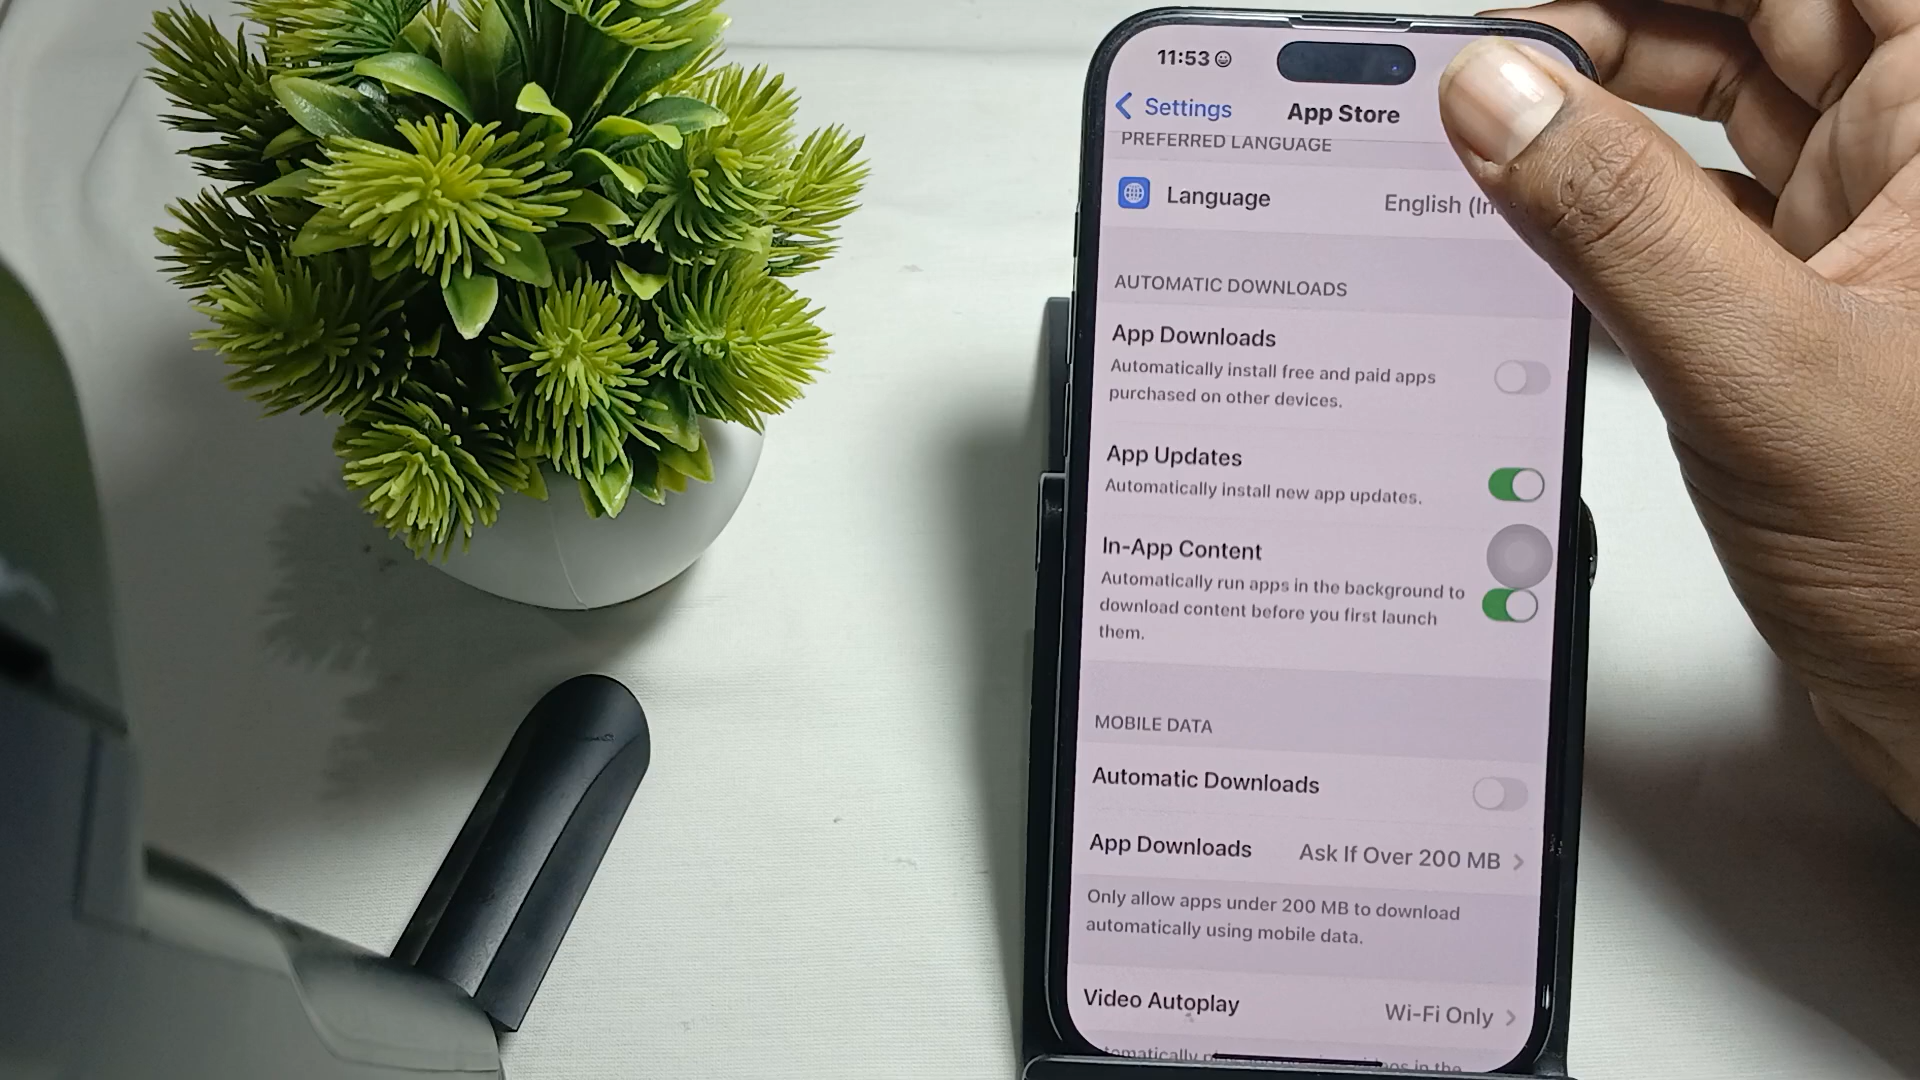 11:53
Settings
App Store
PREFERRED LANGUAGE
Language
English (In
AUTOMATIC DOWNLOADS
App Downloads
Automatically install free and paid apps
purchased on other devices.
App Updates
Automatically install new app updates.
In-App Content
Automatically run apps in the background to
download content before you first launch
them.
MOBILE DATA
Automatic Downloads
App Downloads
Ask If Over 200 MB
Only allow apps under 200 MB to download
automatically using mobile data.
Video Autoplay
Wi-Fi Only
in the